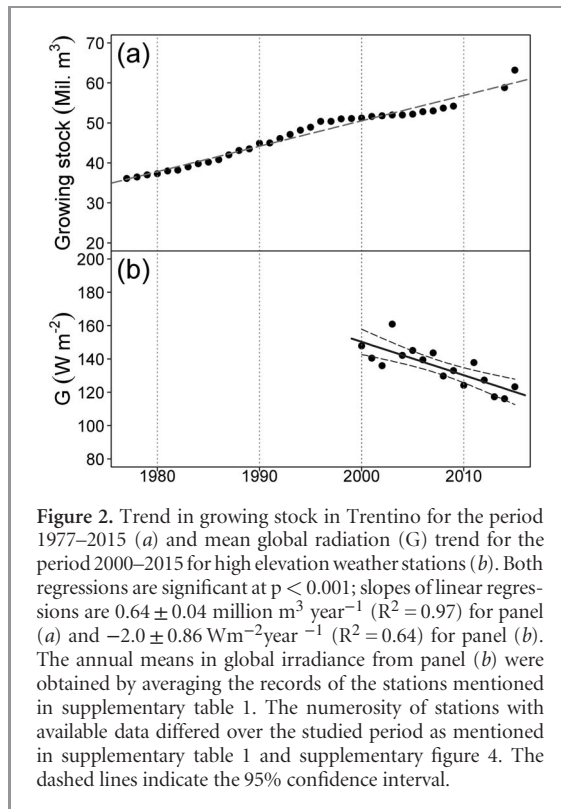 (a)
Growing stock (Mil. m³)
70
60
50
40
30
20
(b)
G (W m⁻²)
200
180
160
140
120
100
80
1980 1990 2000 2010
Figure 2. Trend in growing stock in Trentino for the period
1977–2015 (a) and mean global radiation (G) trend for the
period 2000–2015 for high elevation weather stations (b). Both
regressions are significant at p < 0.001; slopes of linear regres-
sions are 0.64 ± 0.04 million m³ year⁻¹ (R² = 0.97) for panel
(a) and −2.0 ± 0.86 Wm⁻²year ⁻¹ (R² = 0.64) for panel (b).
The annual means in global irradiance from panel (b) were
obtained by averaging the records of the stations mentioned
in supplementary table 1. The numerosity of stations with
available data differed over the studied period as mentioned
in supplementary table 1 and supplementary figure 4. The
dashed lines indicate the 95% confidence interval.